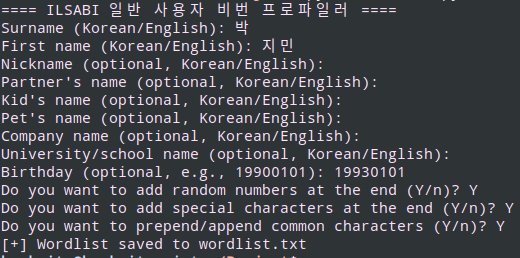 ==== ILSABI 일반 사용자 비번 프로파일러 ====
Surname (Korean/English): 박
First name (Korean/English): 지민
Nickname (optional, Korean/English):
Partner's name (optional, Korean/English):
Kid's name (optional, Korean/English):
Pet's name (optional, Korean/English):
Company name (optional, Korean/English):
University/school name (optional, Korean/English):
Birthday (optional, e.g., 19900101): 19930101
Do you want to add random numbers at the end (Y/n)? Y
Do you want to add special characters at the end (Y/n)? Y
Do you want to prepend/append common characters (Y/n)? Y
[+] Wordlist saved to wordlist.txt